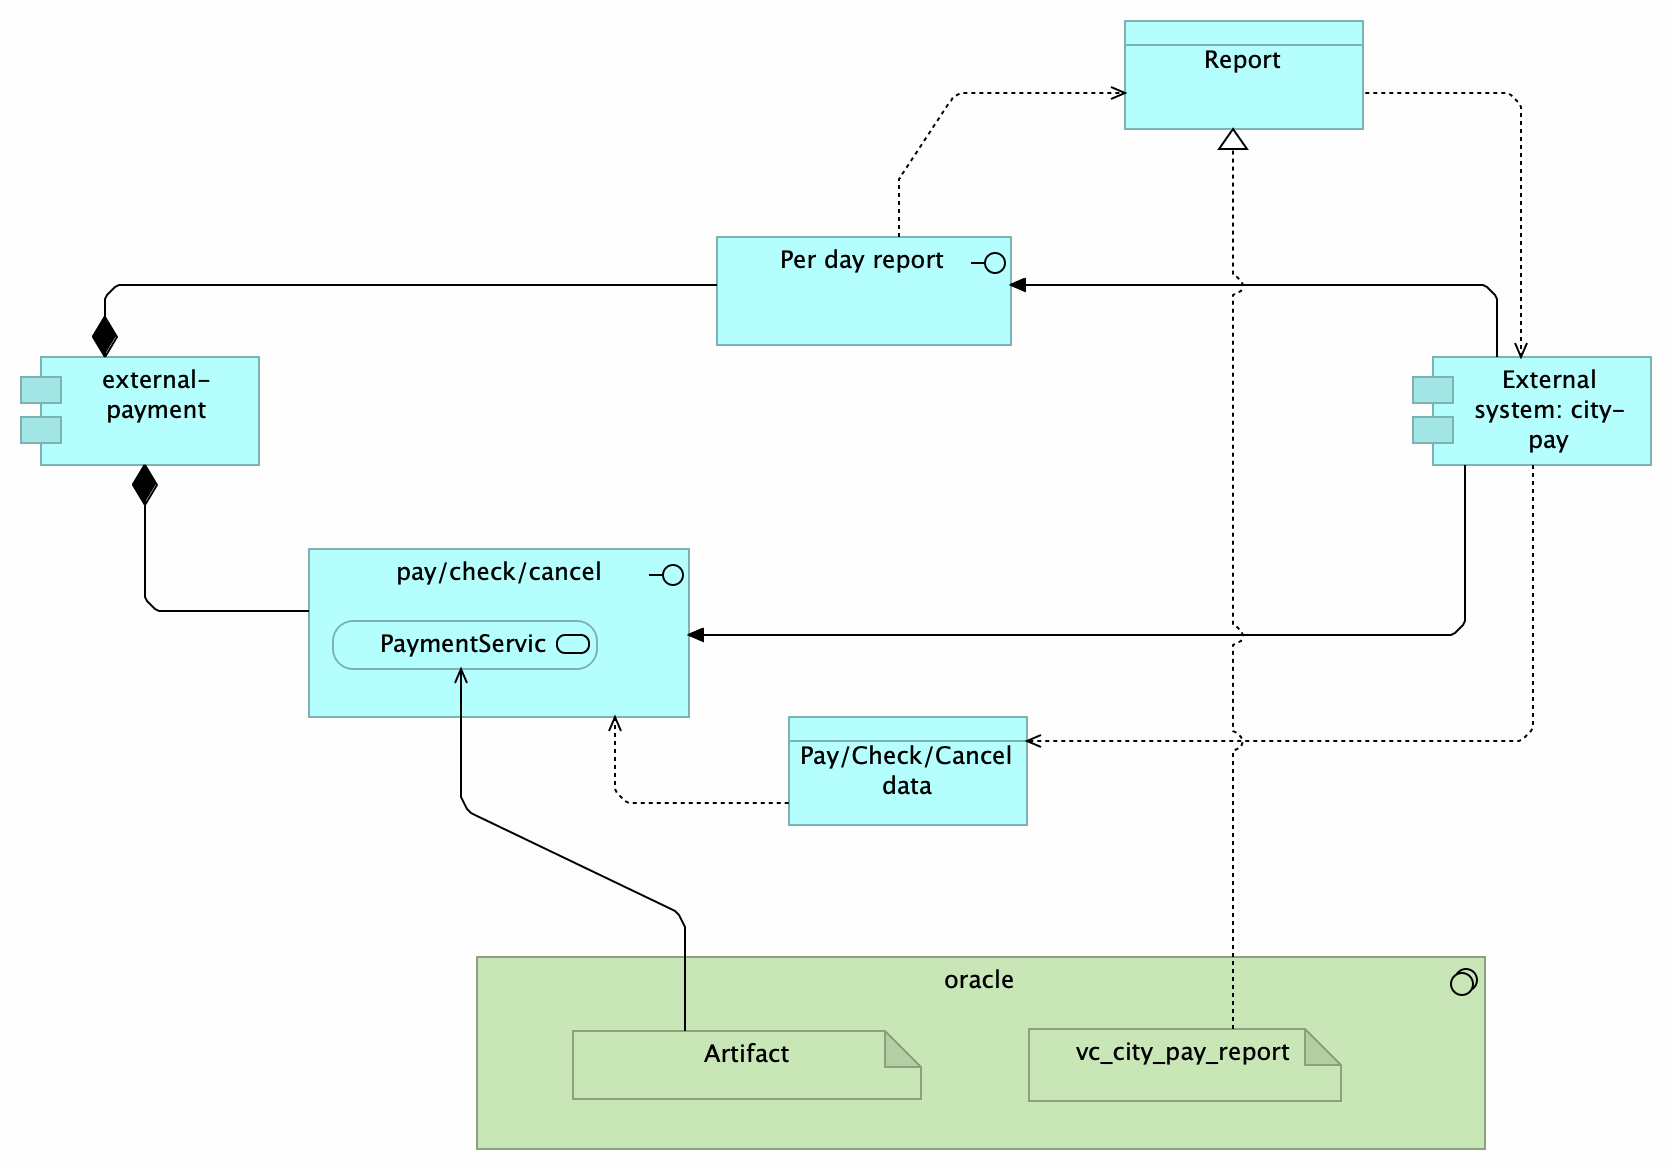 Report
Per day report
external-
payment
External
system: city-
pay
pay/check/cancel
PaymentServic
Pay/Check/Cancel
data
oracle
Artifact
vc_city_pay_report